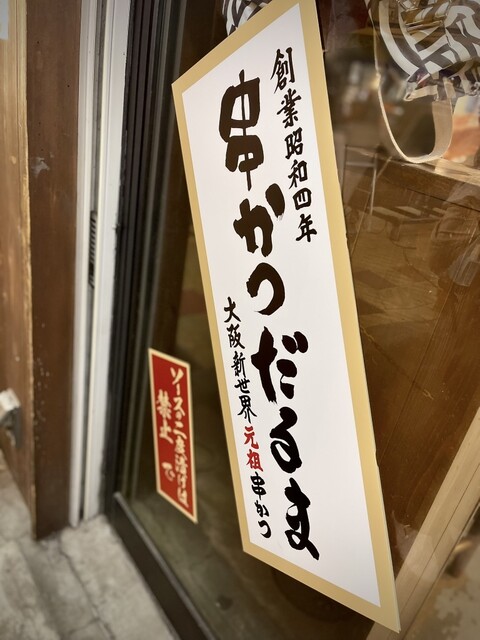 創業昭和四年
串かつだるま
大阪新世界元祖串かつ
ソースの二度漬けは
禁止で